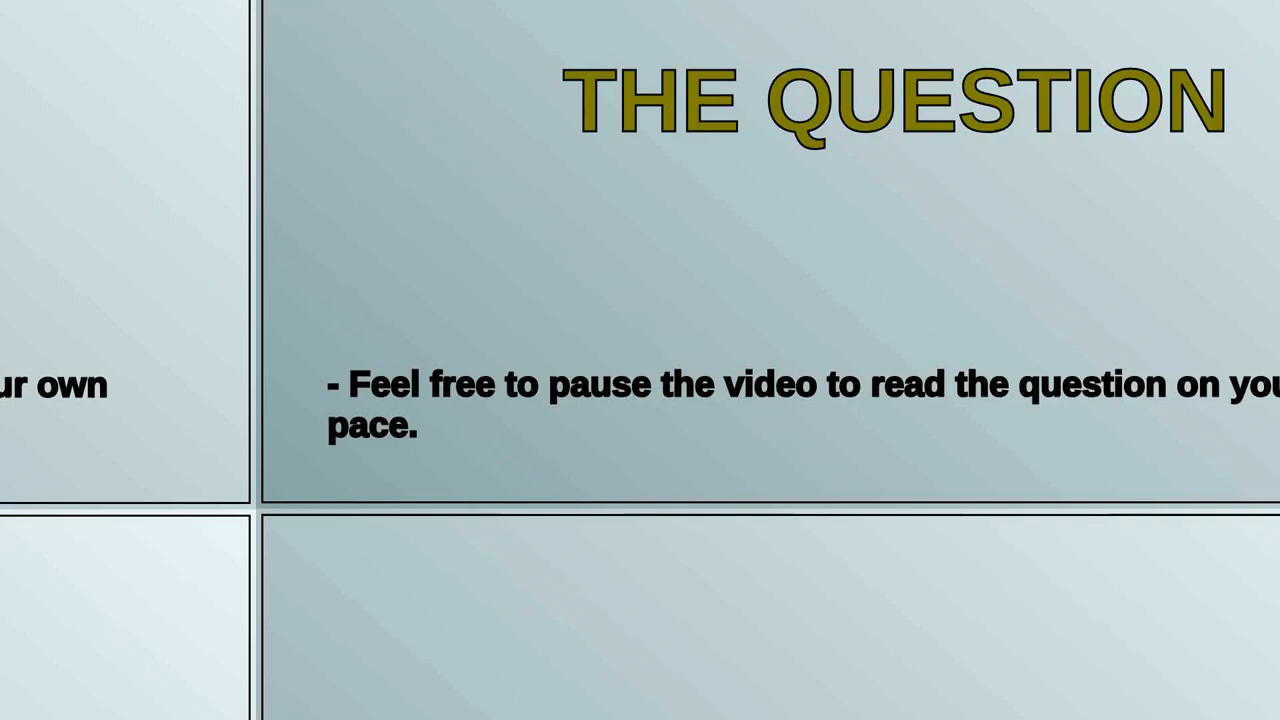 THE QUESTION
ur own
- Feel free to pause the video to read the question on you
pace.